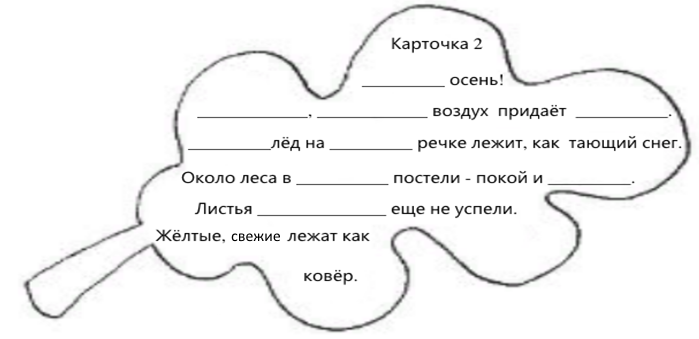 Карточка 2
_________ осень!
____________, ____________ воздух придаёт __________.
_________лёд на _________ речке лежит, как тающий снег.
Около леса в __________ постели - покой и _________.
Листья ______________ еще не успели.
Жёлтые, свежие лежат как
ковёр.